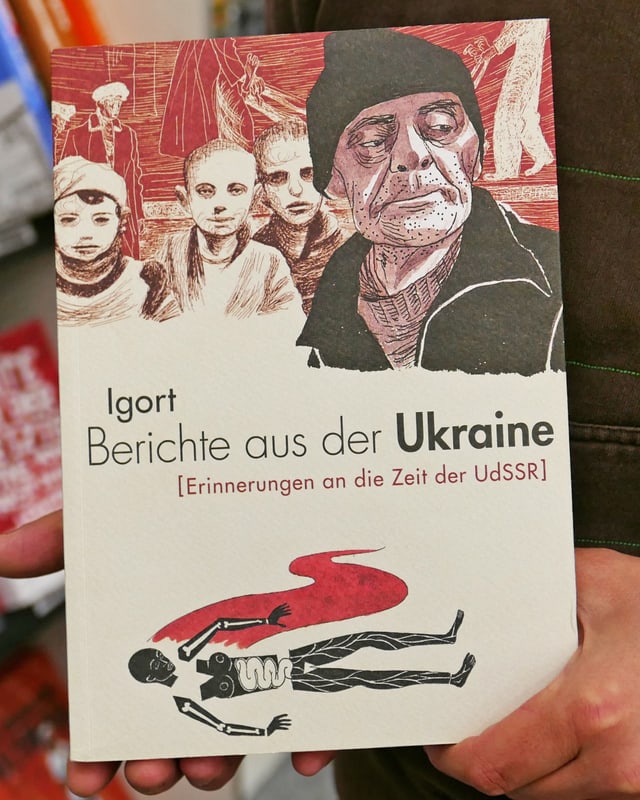 Igort
Berichte aus der Ukraine
[Erinnerungen an die Zeit der UdSSR]